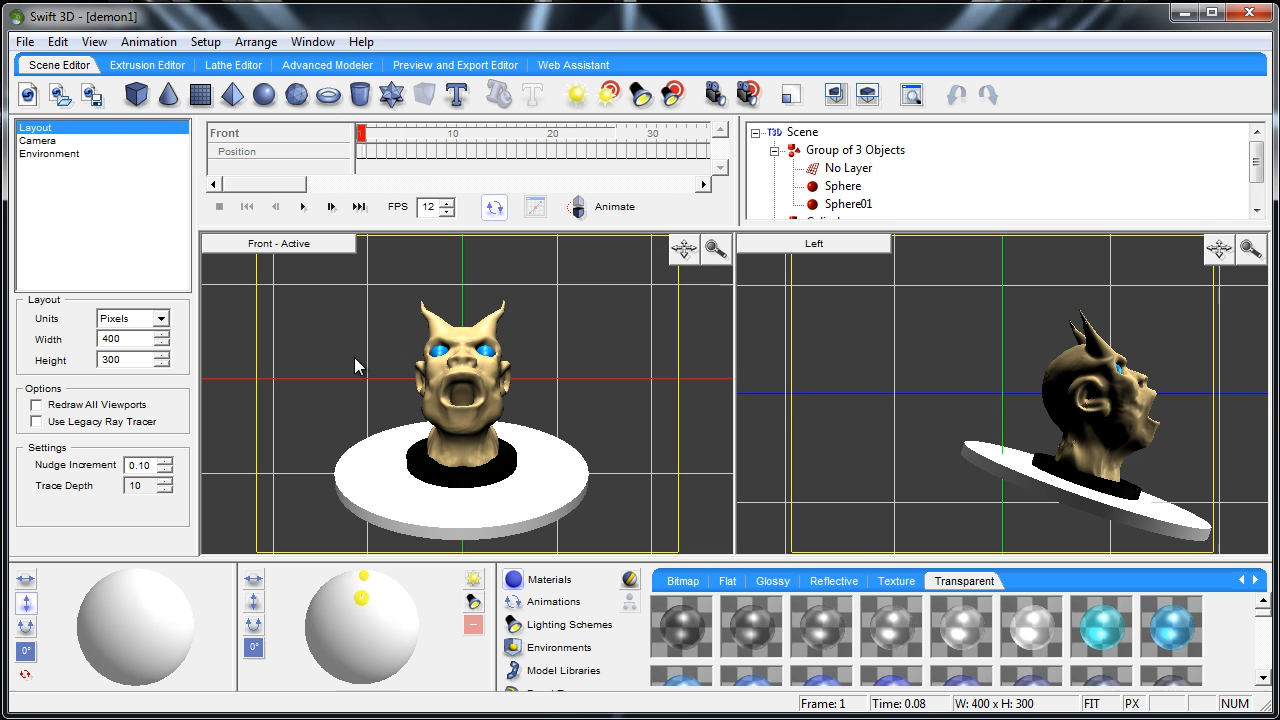 Swift 3D - [demon1]
File Edit View Animation Setup Arrange Window Help
Scene Editor Extrusion Editor Lathe Editor Advanced Modeler Preview and Export Editor Web Assistant
Layout
Camera
Environment
Front
10 20 30
Position
FPS 12 Animate
T3D Scene
Group of 3 Objects
No Layer
Sphere
Sphere01
Front - Active
Left
Layout
Units Pixels
Width 400
Height 300
Options
Redraw All Viewports
Use Legacy Ray Tracer
Settings
Nudge Increment 0.10
Trace Depth 10
0°
0°
Materials
Animations
Lighting Schemes
Environments
Model Libraries
Bitmap Flat Glossy Reflective Texture Transparent
Frame: 1 Time: 0.08 W: 400 x H: 300 FIT PX NUM